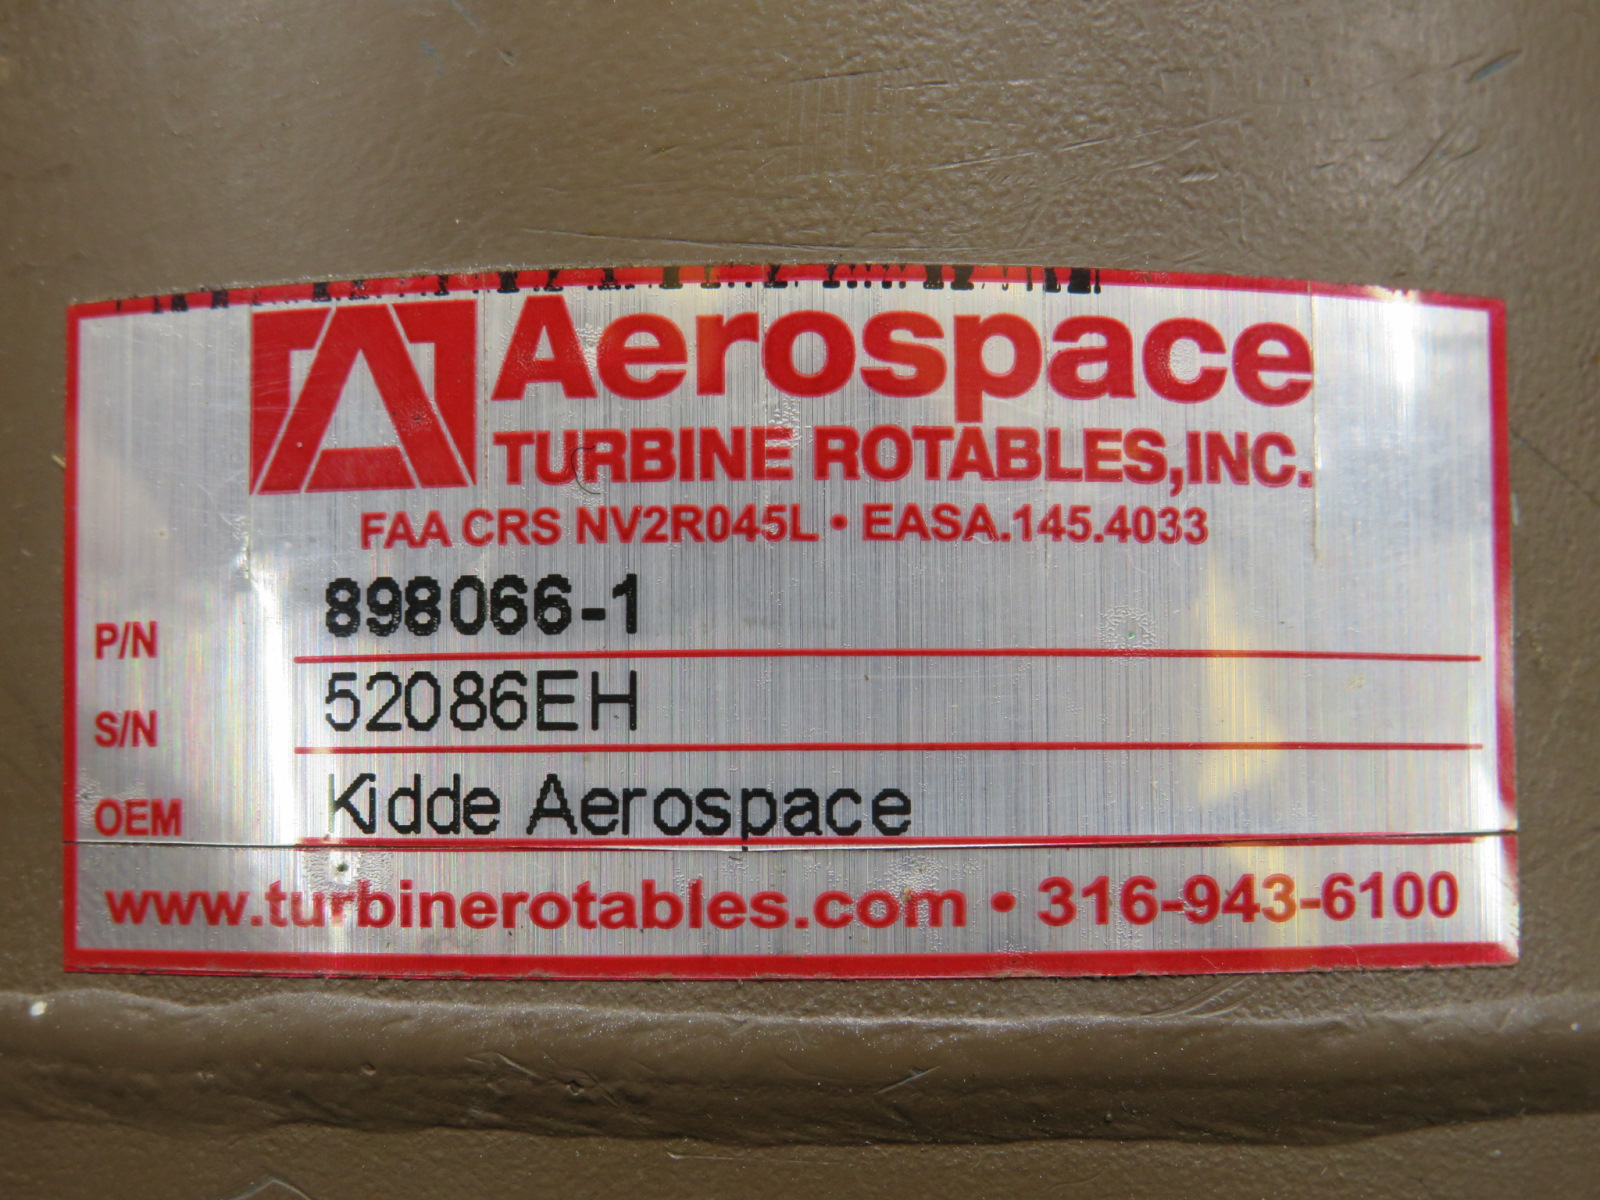 Aerospace
TURBINE ROTABLES,INC.
FAA CRS NV2R045L • EASA.145.4033
P/N 898066-1
S/N 52086EH
OEM Kidde Aerospace
www.turbinerotables.com • 316-943-6100